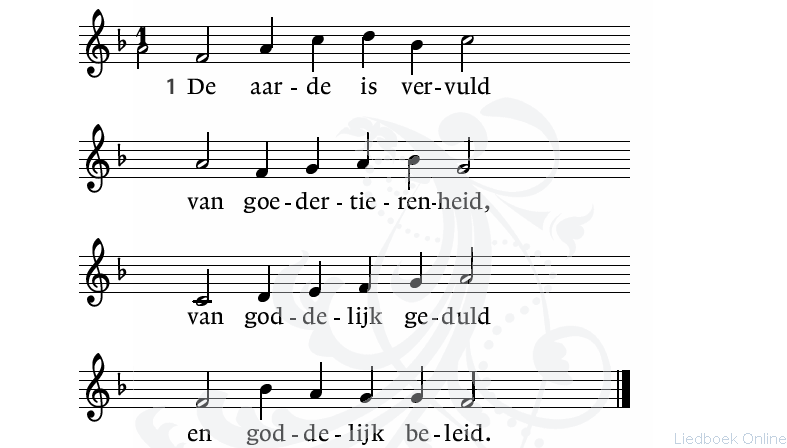 1
1 De aar - de is ver - vuld
van goe - der - tie - ren - heid,
van god - de - lijk ge - duld
en god - de - lijk be - leid.
Liedboek Online